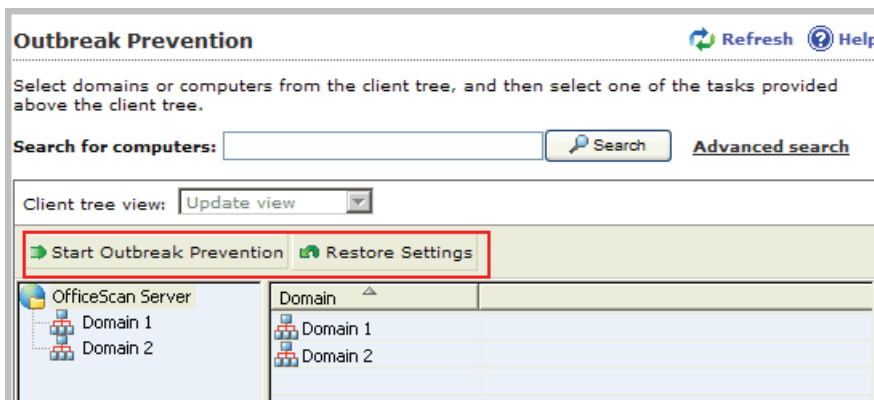 Outbreak Prevention
Refresh
Help
Select domains or computers from the client tree, and then select one of the tasks provided
above the client tree.
Search for computers:
Search
Advanced search
Client tree view:
Update view
Start Outbreak Prevention
Restore Settings
OfficeScan Server
Domain 1
Domain 2
Domain
Domain 1
Domain 2